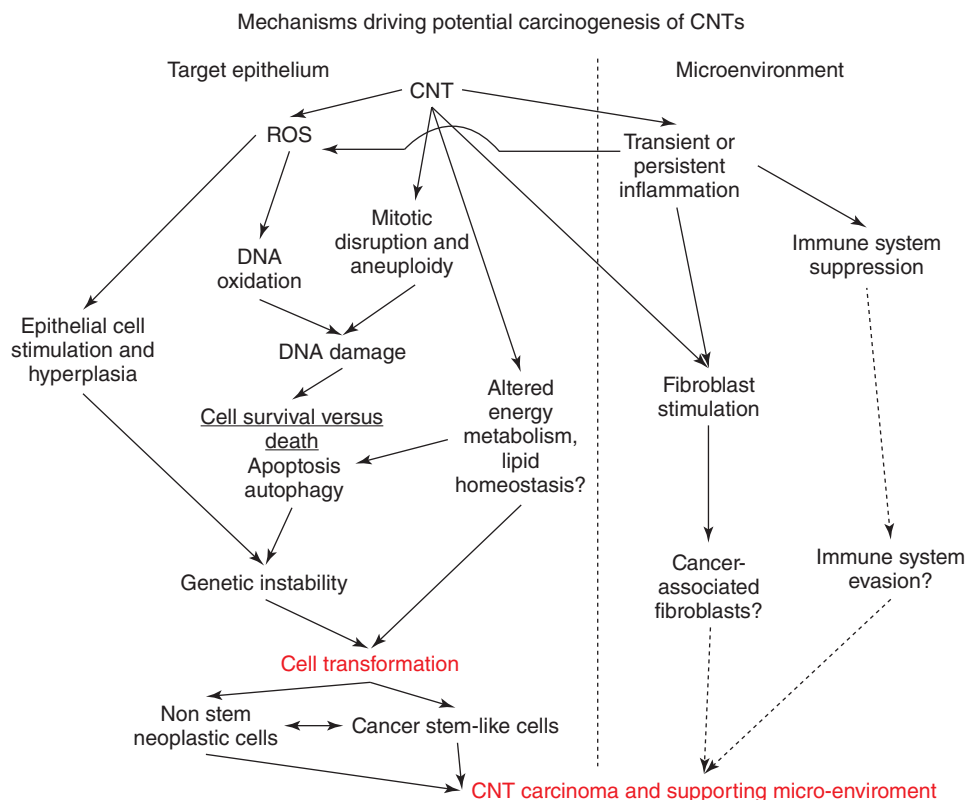 Mechanisms driving potential carcinogenesis of CNTs
Target epithelium
Microenvironment
CNT
ROS
Transient or
persistent
inflammation
Mitotic
disruption and
aneuploidy
DNA
oxidation
Immune system
suppression
Epithelial cell
stimulation and
hyperplasia
DNA damage
Altered
energy
metabolism,
lipid
homeostasis?
Fibroblast
stimulation
Cell survival versus
death
Apoptosis
autophagy
Genetic instability
Cancer-
associated
fibroblasts?
Immune system
evasion?
Cell transformation
Non stem
neoplastic cells
Cancer stem-like cells
CNT carcinoma and supporting micro-enviroment